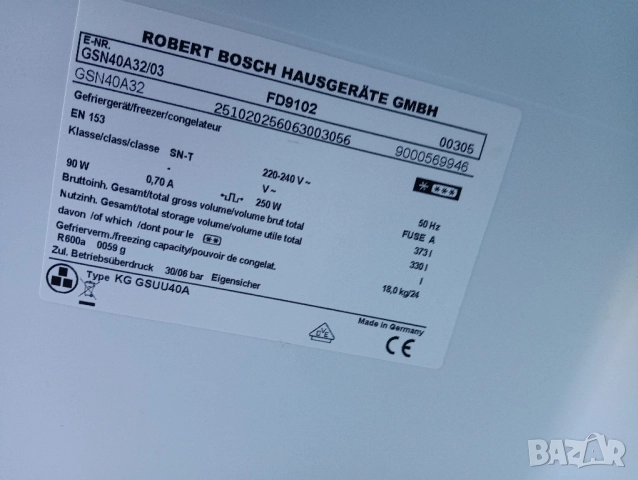 ROBERT BOSCH HAUSGERÄTE GMBH
E-NR.
GSN40A32/03 FD9102 00305
GSN40A32 251020256063003056 9000569946
Gefriergerät/freezer/congelateur
EN 153
Klasse/class/classe SN-T 220-240 V~ 50 Hz
- V~ FUSE A
90 W 0,70 A 250 W
Bruttoinh. Gesamt/total gross volume/volume brut total 373 l
Nutzinh. Gesamt/total storage volume/volume utile total 330 l
davon /of which /dont pour le l
Gefrierverm./freezing capacity/pouvoir de congelat. 18,0 kg/24
R600a 0059 g
Zul. Betriebsüberdruck 30/06 bar Eigensicher
Type KG GSUU40A
Made in Germany
DVE
CE
BAZAR